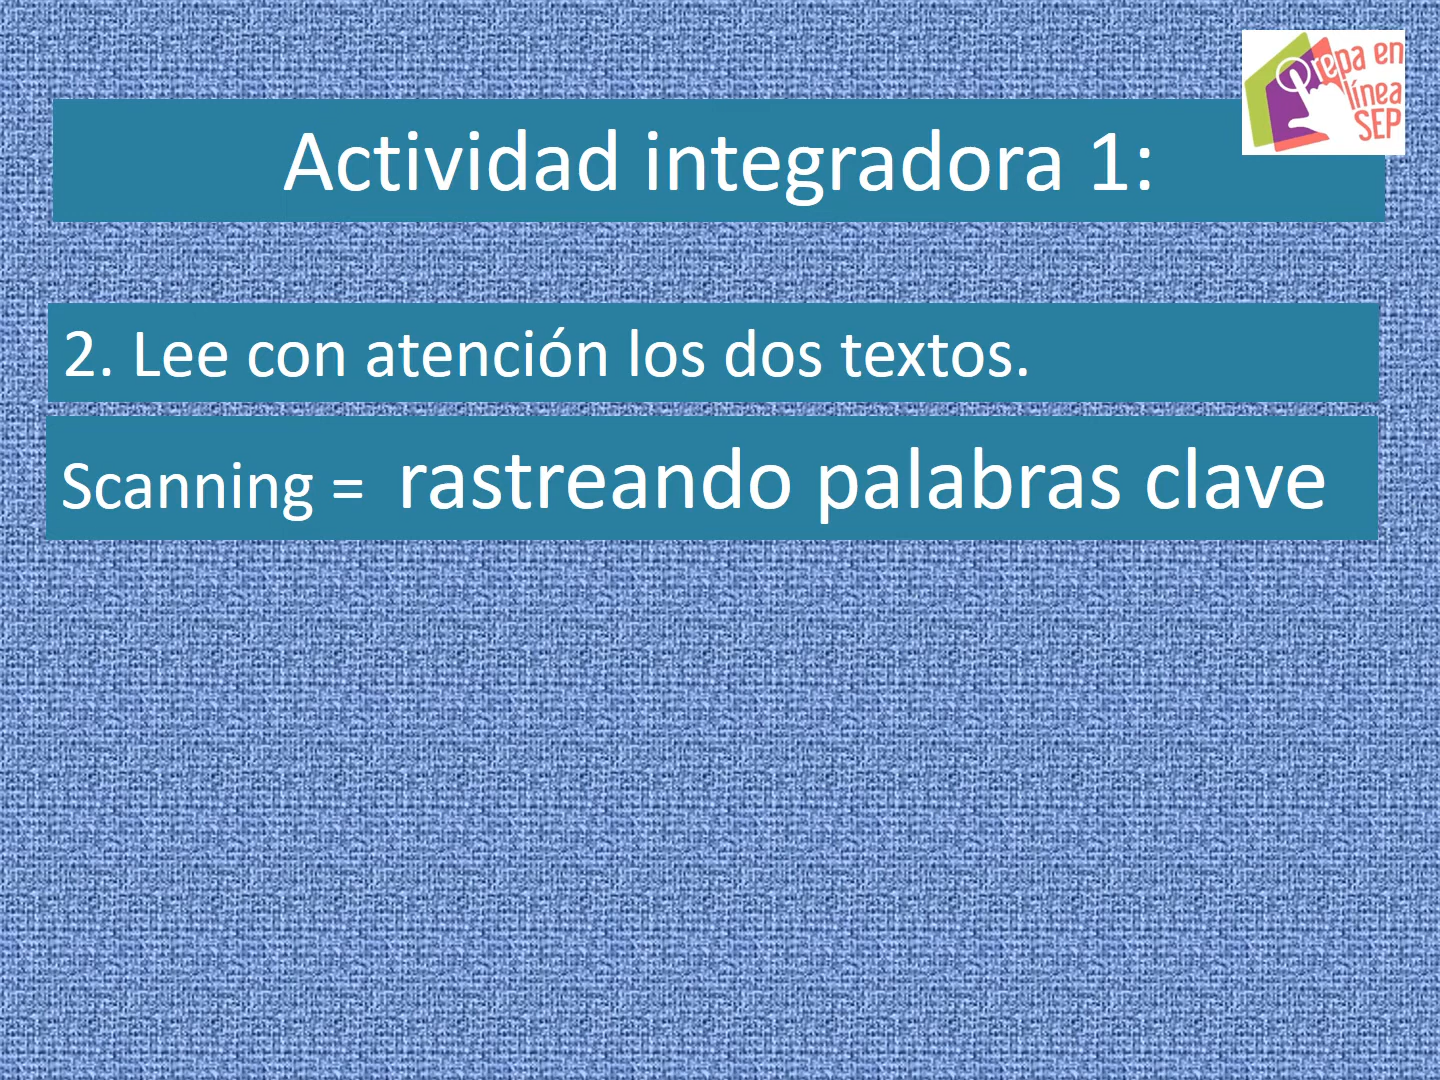 Prepa en
línea
SEP
Actividad integradora 1:
2. Lee con atención los dos textos.
Scanning = rastreando palabras clave